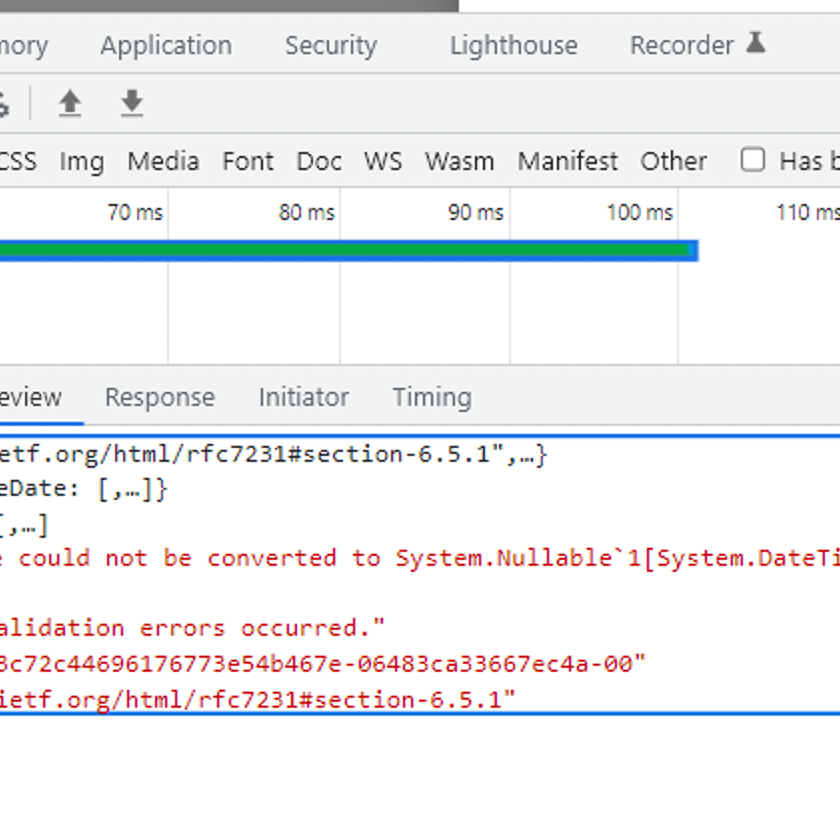 mory Application Security Lighthouse Recorder
CSS Img Media Font Doc WS Wasm Manifest Other Has b
70 ms 80 ms 90 ms 100 ms 110 ms
eview Response Initiator Timing
etf.org/html/rfc7231#section-6.5.1",…}
eDate: [,…]}
[,…]
e could not be converted to System.Nullable`1[System.DateTi
alidation errors occurred."
3c72c44696176773e54b467e-06483ca33667ec4a-00"
ietf.org/html/rfc7231#section-6.5.1"